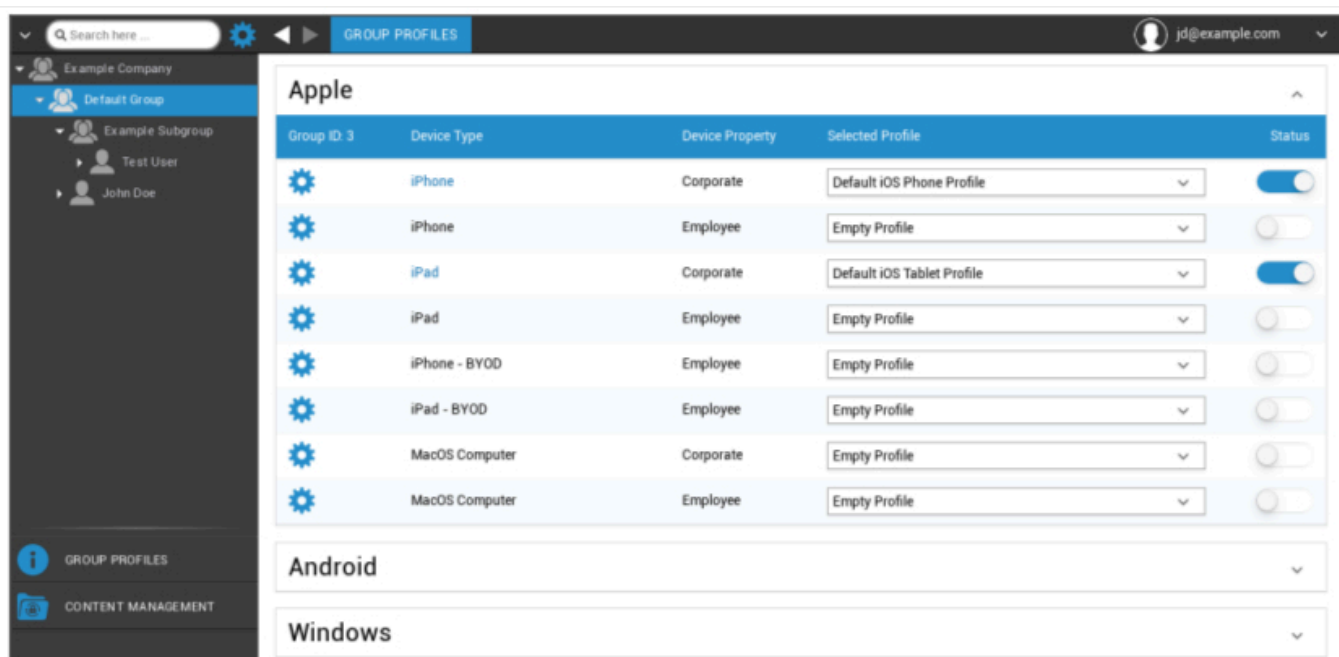 Search here ...
GROUP PROFILES
jd@example.com
Example Company
Default Group
Example Subgroup
Test User
John Doe
GROUP PROFILES
CONTENT MANAGEMENT
Apple
Group ID: 3 Device Type Device Property Selected Profile Status
iPhone Corporate Default iOS Phone Profile
iPhone Employee Empty Profile
iPad Corporate Default iOS Tablet Profile
iPad Employee Empty Profile
iPhone - BYOD Employee Empty Profile
iPad - BYOD Employee Empty Profile
MacOS Computer Corporate Empty Profile
MacOS Computer Employee Empty Profile
Android
Windows